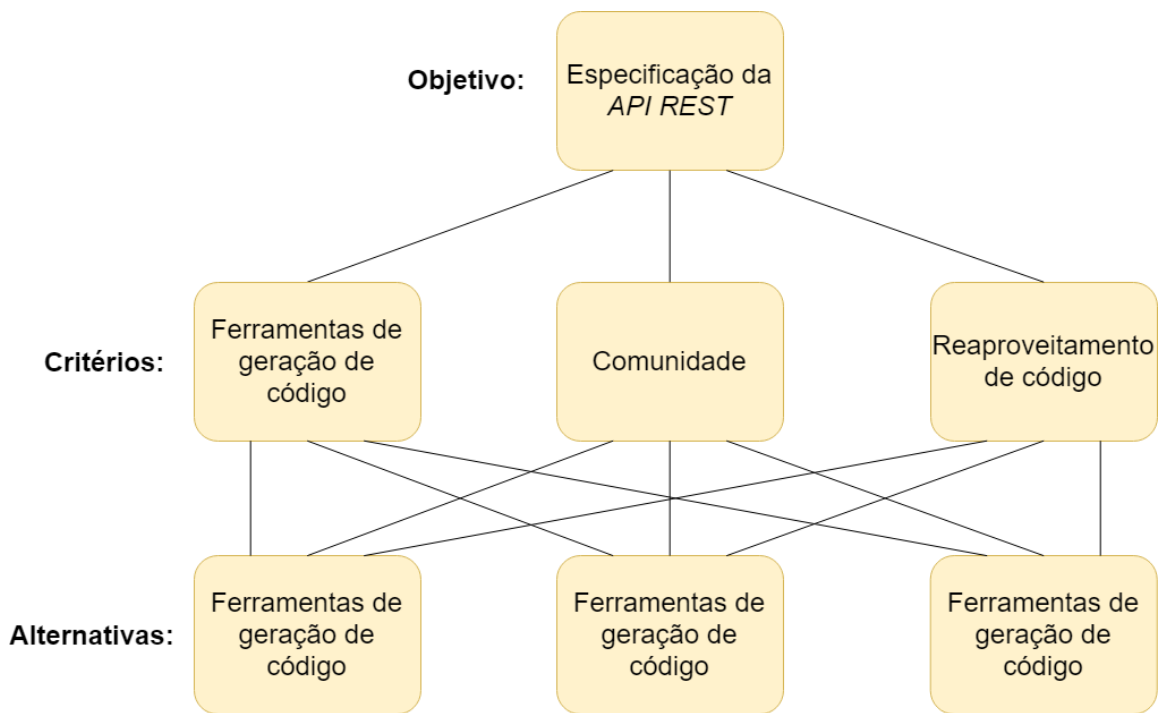 Objetivo:
Especificação da
API REST
Critérios:
Ferramentas de
geração de
código
Comunidade
Reaproveitamento
de código
Alternativas:
Ferramentas de
geração de
código
Ferramentas de
geração de
código
Ferramentas de
geração de
código